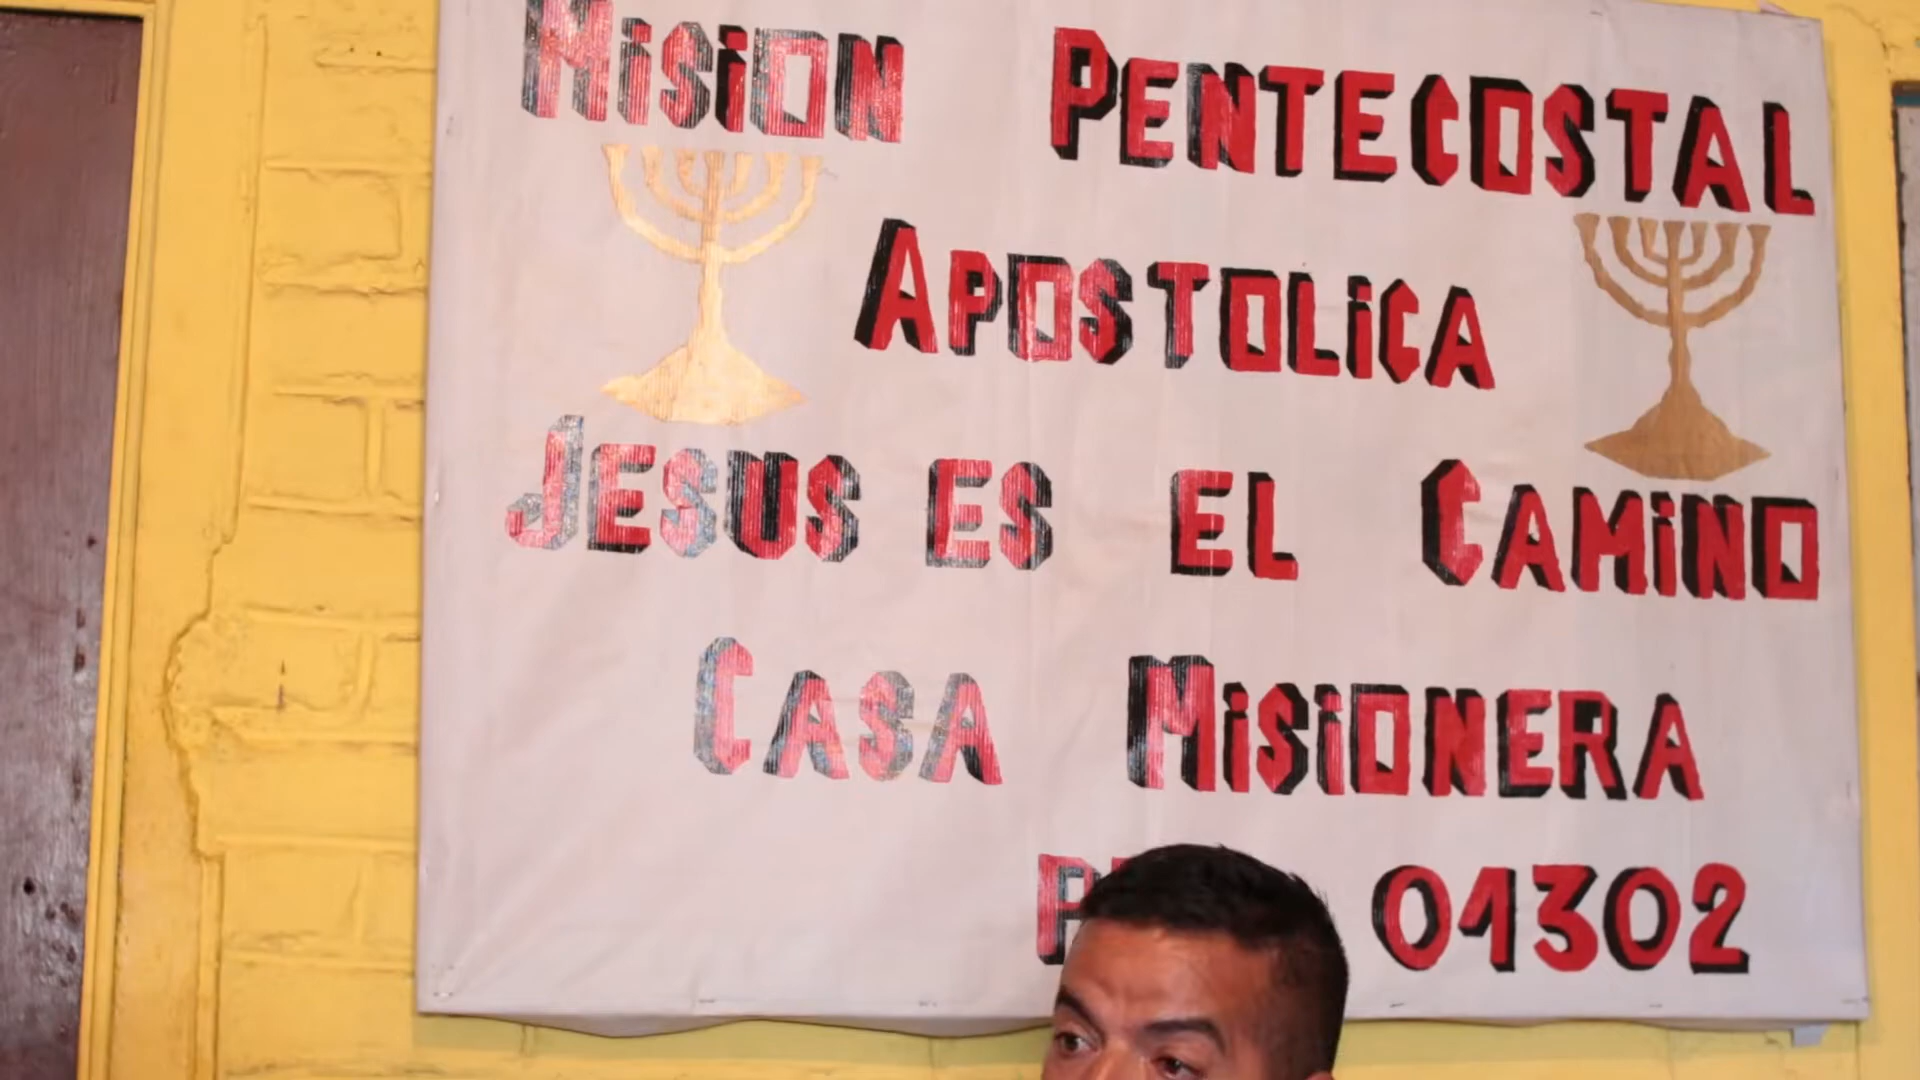 MISION PENTECOSTAL
APOSTOLICA
JESUS ES EL CAMINO
CASA MISIONERA
01302